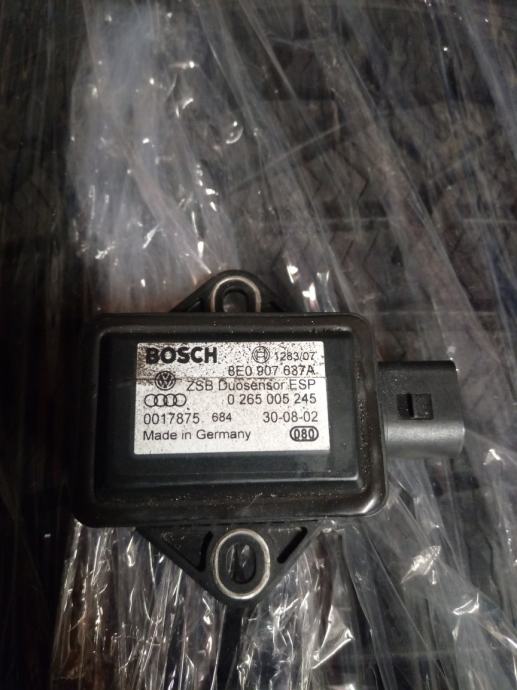 BOSCH 1283/07
8E0 907 637A
ZSB Duosensor ESP
0 265 005 245
0017875 684 30-08-02
Made in Germany 080